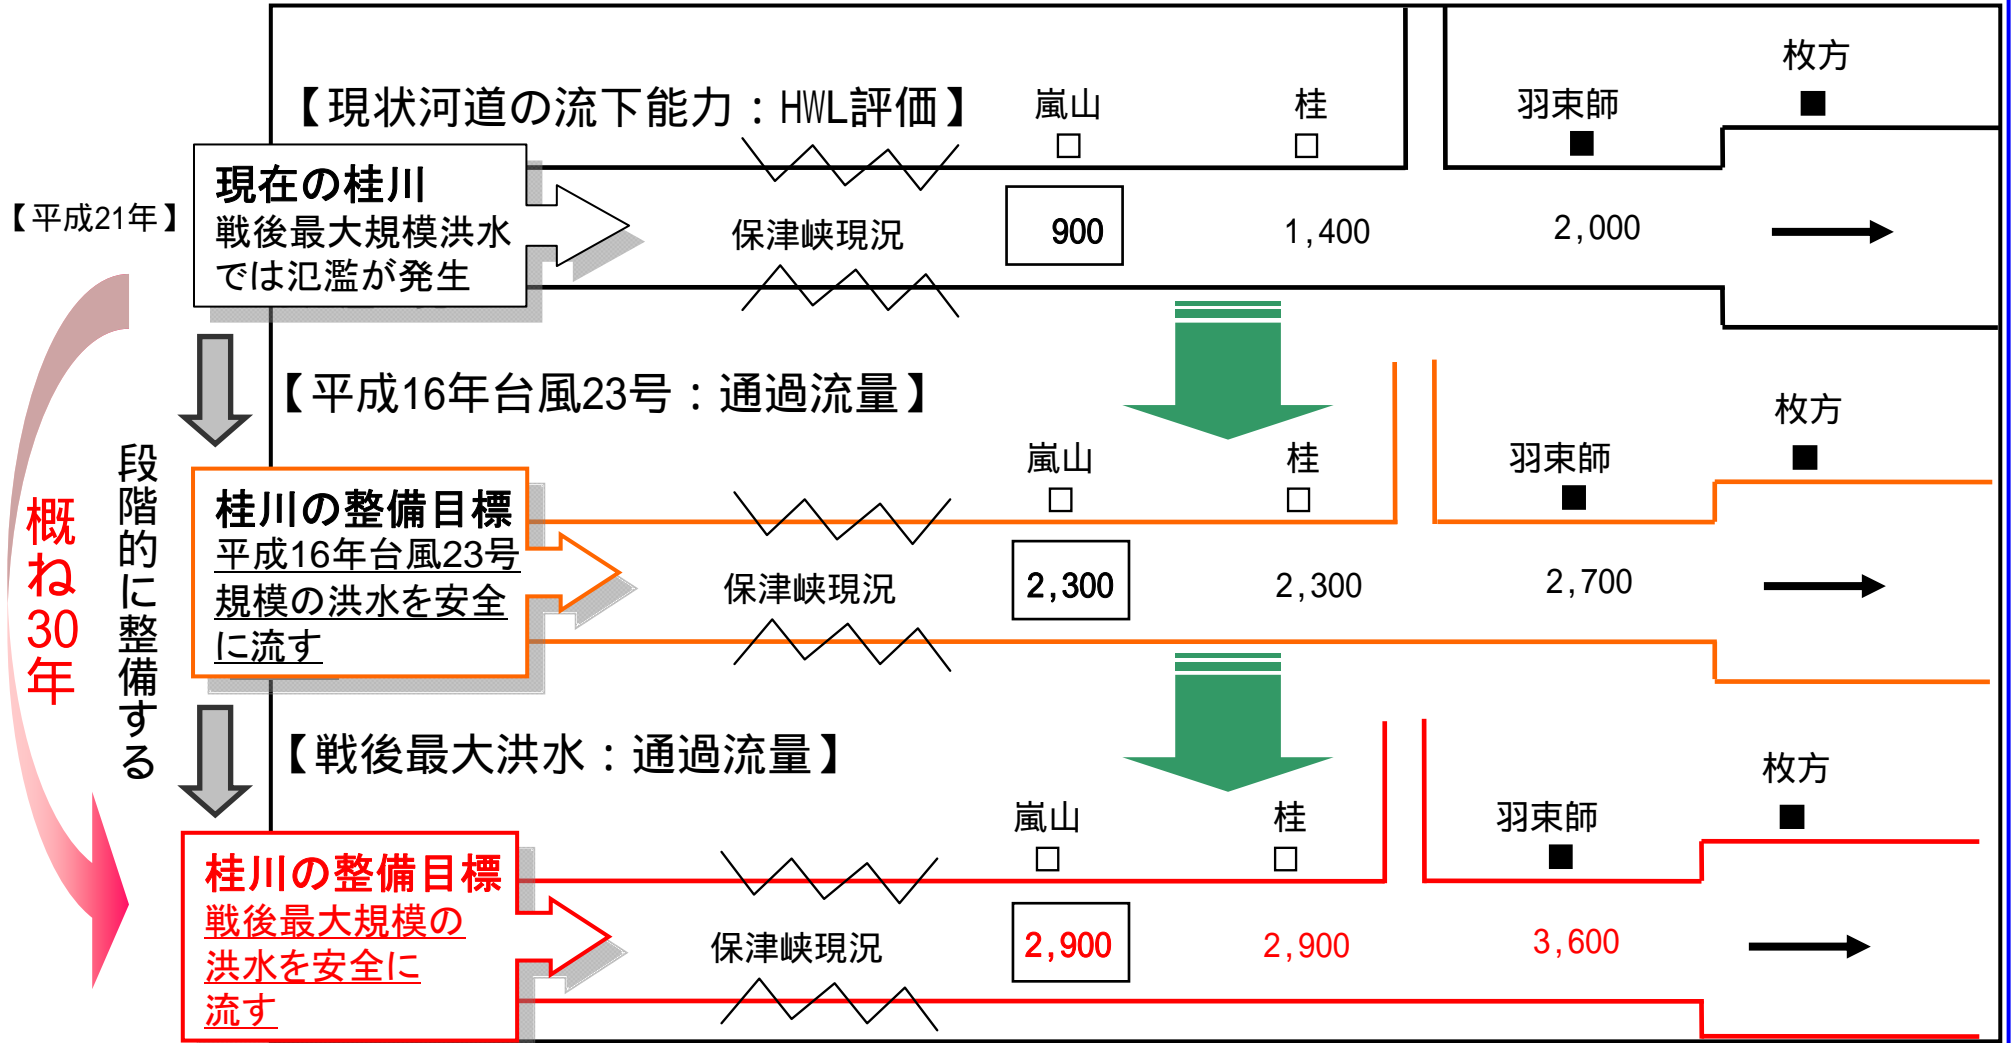 枚方
【現状河道の流下能力：HWL評価】
嵐山
桂
羽束師
【平成21年】
現在の桂川
戦後最大規模洪水
では氾濫が発生
保津峡現況
900
1,400
2,000
【平成16年台風23号：通過流量】
枚方
嵐山
桂
羽束師
概ね30年
段階的に整備する
桂川の整備目標
平成16年台風23号
規模の洪水を安全
に流す
保津峡現況
2,300
2,300
2,700
【戦後最大洪水：通過流量】
枚方
嵐山
桂
羽束師
桂川の整備目標
戦後最大規模の
洪水を安全に
流す
保津峡現況
2,900
2,900
3,600